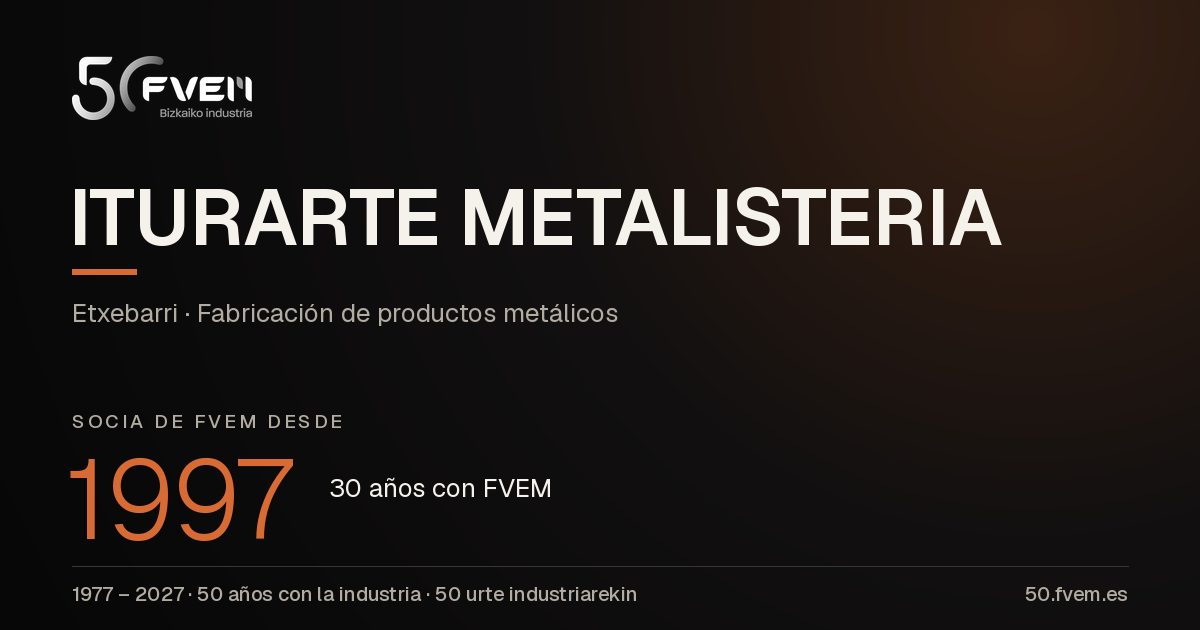 50 FVEM
Bizkaiko industria
ITURARTE METALISTERIA
Etxebarri · Fabricación de productos metálicos
SOCIA DE FVEM DESDE
1997
30 años con FVEM
1977 – 2027 · 50 años con la industria · 50 urte industriarekin
50.fvem.es